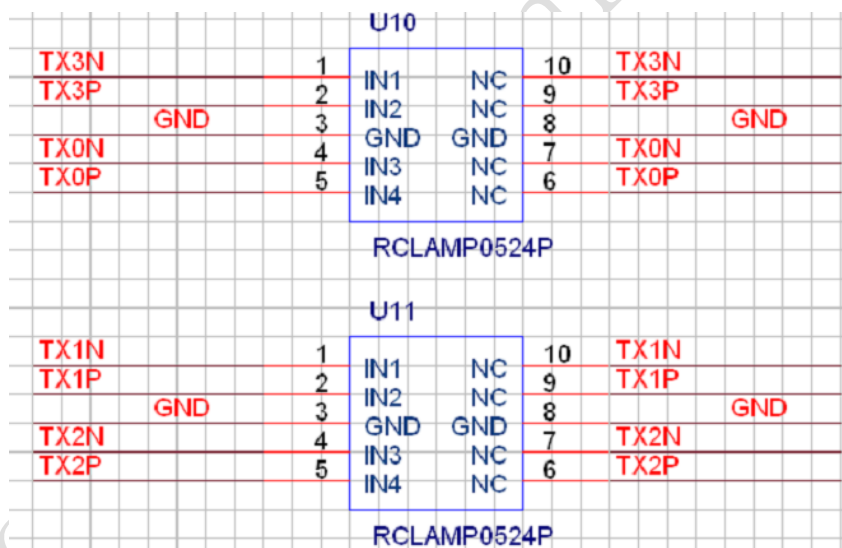 U10
TX3N 1 IN1 NC 10 TX3N
TX3P 2 IN2 NC 9 TX3P
GND 3 GND GND 8 GND
TX0N 4 IN3 NC 7 TX0N
TX0P 5 IN4 NC 6 TX0P
RCLAMP0524P
U11
TX1N 1 IN1 NC 10 TX1N
TX1P 2 IN2 NC 9 TX1P
GND 3 GND GND 8 GND
TX2N 4 IN3 NC 7 TX2N
TX2P 5 IN4 NC 6 TX2P
RCLAMP0524P